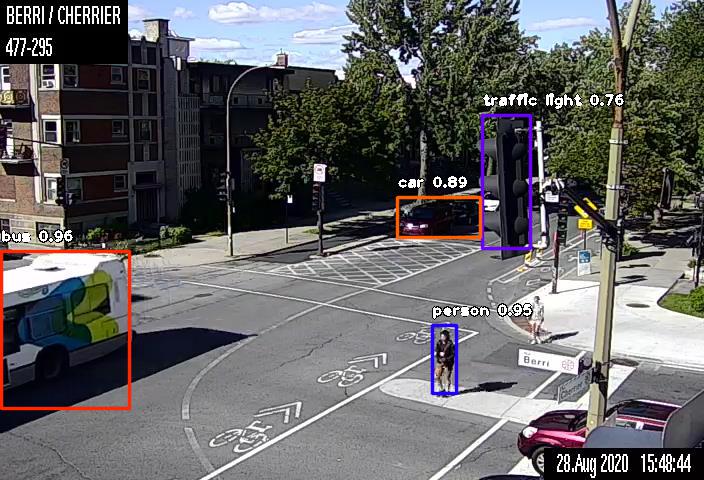 BERRI / CHERRIER
477-295
traffic light 0.76
car 0.89
bus 0.96
person 0.95
Berri
28.Aug 2020 15:48:44